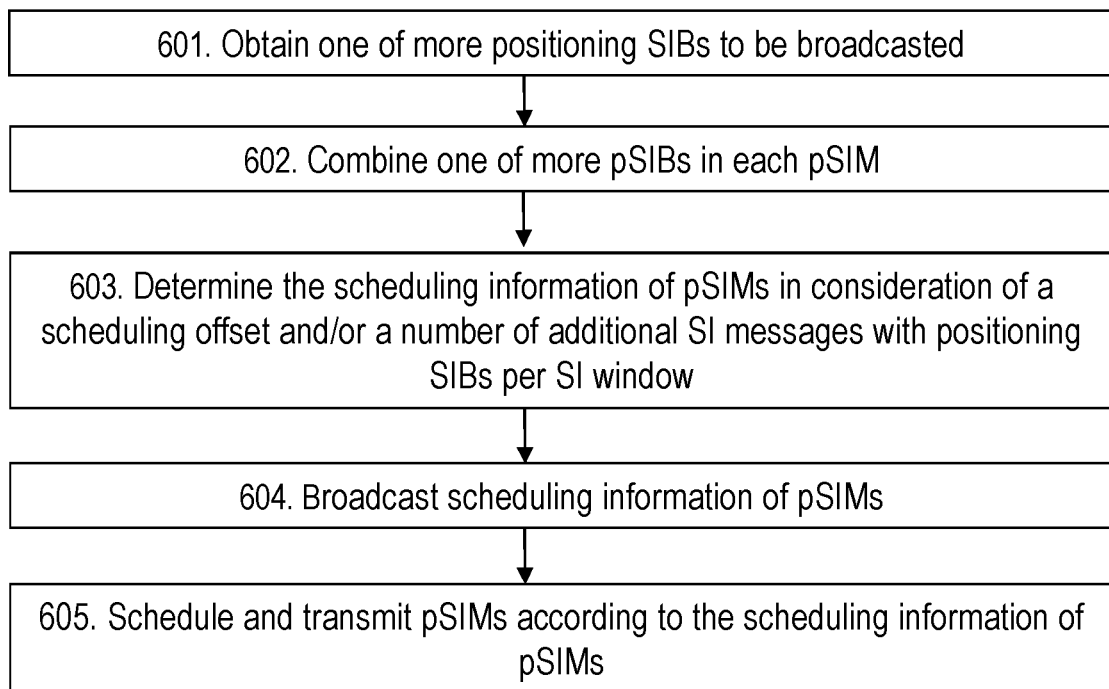 601. Obtain one of more positioning SIBs to be broadcasted
602. Combine one of more pSIBs in each pSIM
603. Determine the scheduling information of pSIMs in consideration of a
scheduling offset and/or a number of additional SI messages with positioning
SIBs per SI window
604. Broadcast scheduling information of pSIMs
605. Schedule and transmit pSIMs according to the scheduling information of
pSIMs